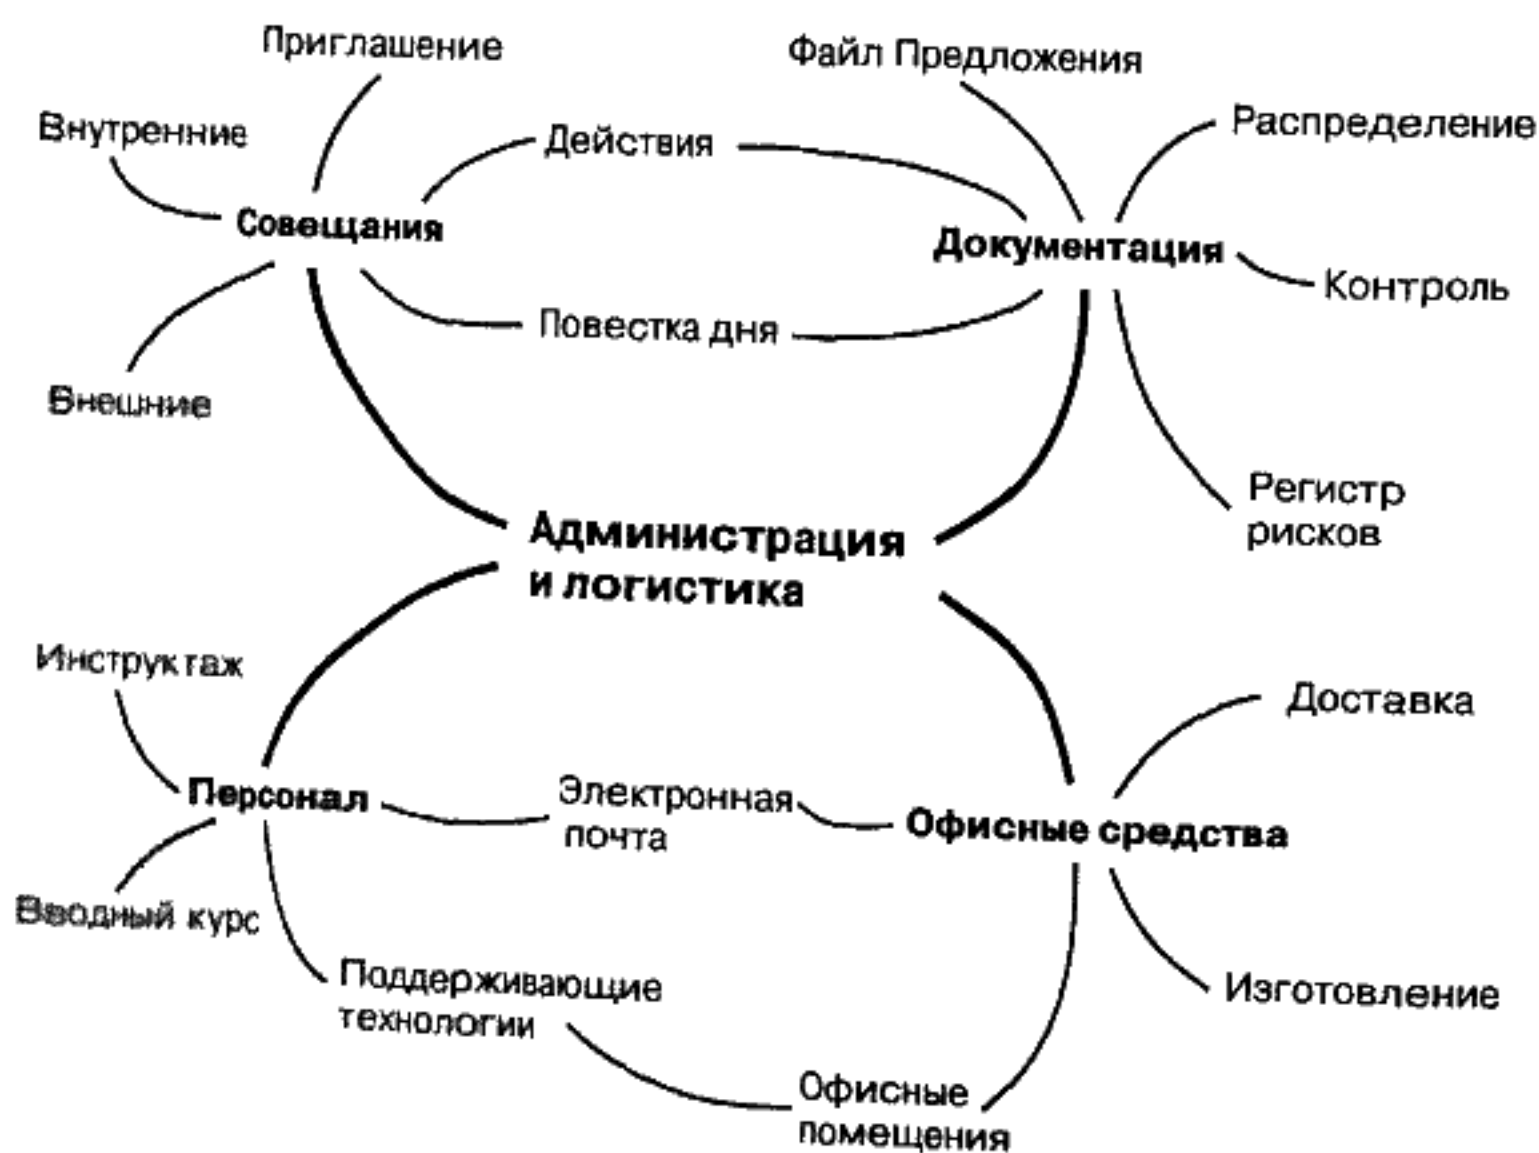 Приглашение
Файл Предложения
Внутренние
Действия
Распределение
Совещания
Документация
Контроль
Повестка дня
Внешние
Регистр
рисков
Администрация
и логистика
Инструктаж
Доставка
Персонал
Электронная
почта
Офисные средства
Вводный курс
Поддерживающие
технологии
Изготовление
Офисные
помещения